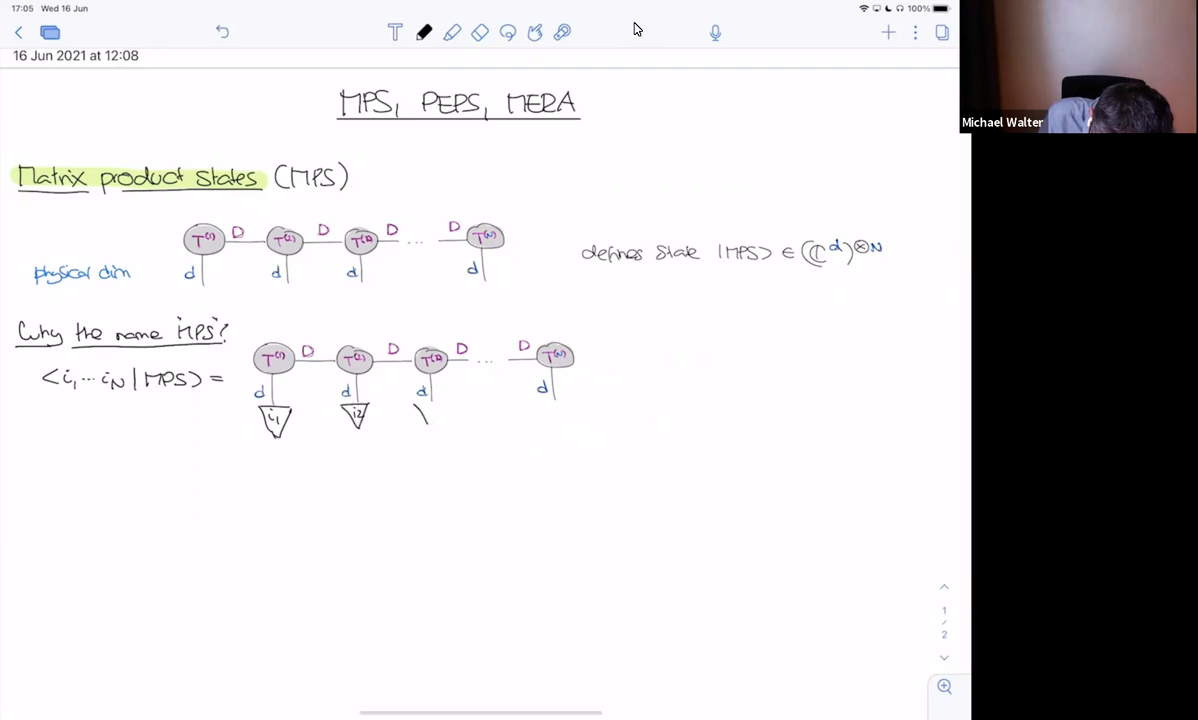 17:05 Wed 16 Jun
100%
16 Jun 2021 at 12:08
MPS, PEPS, MERA
Michael Walter
Matrix product states (MPS)
T⁽¹⁾ D T⁽²⁾ D T⁽³⁾ D ... D T⁽ᴺ⁾
defines state |MPS> ∈ (ℂᵈ)^⊗N
physical dim d d d d
Why the name 'MPS'?
T⁽¹⁾ D T⁽²⁾ D T⁽³⁾ D ... D T⁽ᴺ⁾
<i₁...i_N|MPS> =
d d d d
i₁ i₂
1
/
2